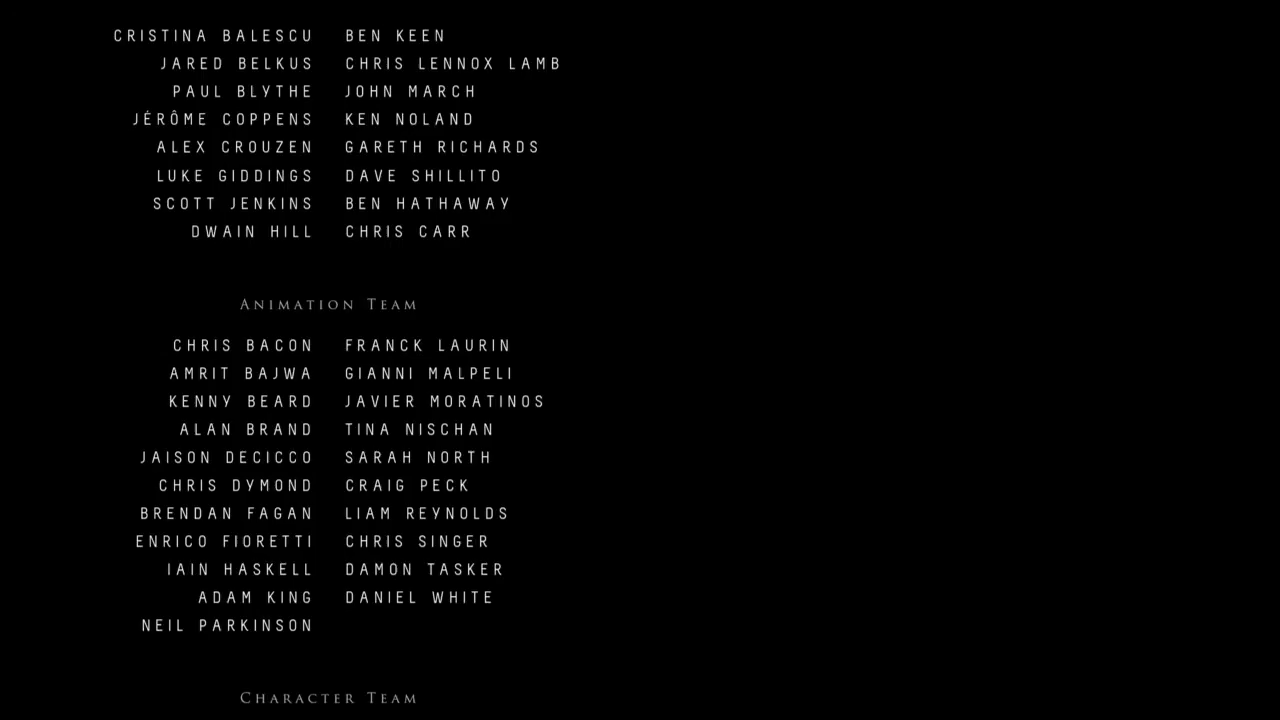 CRISTINA BALESCU BEN KEEN
JARED BELKUS CHRIS LENNOX LAMB
PAUL BLYTHE JOHN MARCH
JÉRÔME COPPENS KEN NOLAND
ALEX CROUZEN GARETH RICHARDS
LUKE GIDDINGS DAVE SHILLITO
SCOTT JENKINS BEN HATHAWAY
DWAIN HILL CHRIS CARR
ANIMATION TEAM
CHRIS BACON FRANCK LAURIN
AMRIT BAJWA GIANNI MALPELI
KENNY BEARD JAVIER MORATINOS
ALAN BRAND TINA NISCHAN
JAISON DECICCO SARAH NORTH
CHRIS DYMOND CRAIG PECK
BRENDAN FAGAN LIAM REYNOLDS
ENRICO FIORETTI CHRIS SINGER
IAIN HASKELL DAMON TASKER
ADAM KING DANIEL WHITE
NEIL PARKINSON
CHARACTER TEAM